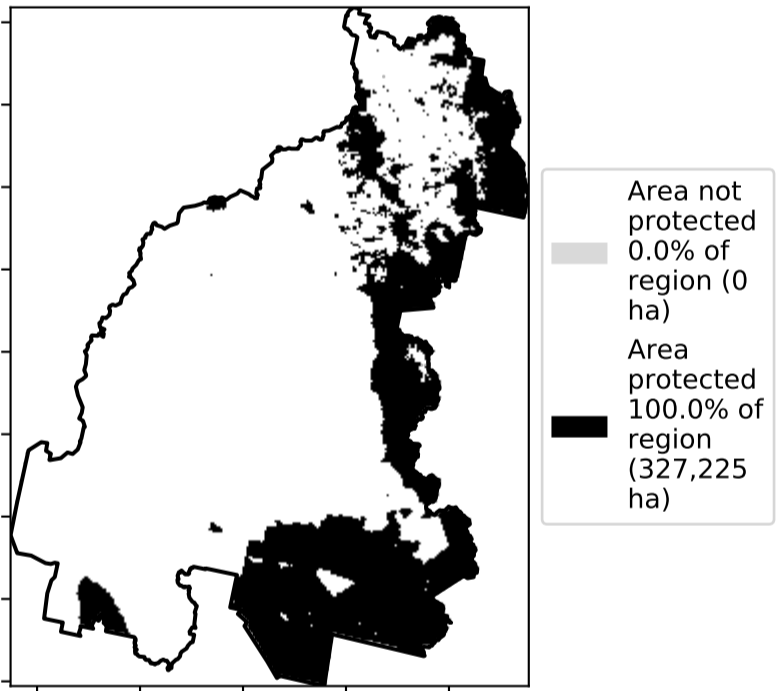 Area not
protected
0.0% of
region (0
ha)
Area
protected
100.0% of
region
(327,225
ha)